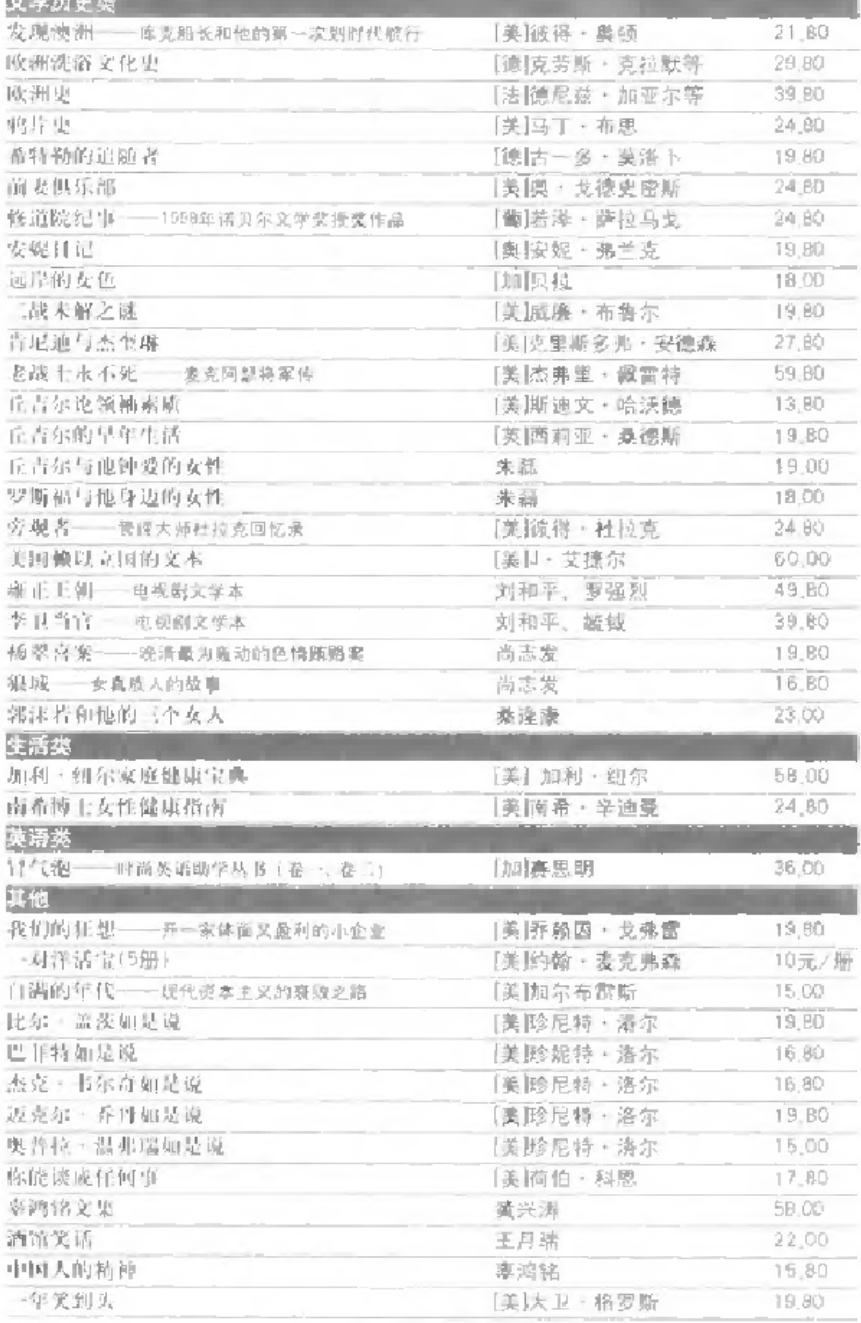 文学历史类
发现澳洲——库克船长和他的第一次划时代航行 [美]彼得·奥顿 21.80
欧洲洗浴文化史 [德]克劳斯·克拉默等 29.80
欧洲史 [法]德尼兹·加亚尔等 39.80
鸦片史 [美]马丁·布思 24.80
希特勒的追随者 [德]古一多·莫洛卜 19.80
前妻俱乐部 [美]奥·戈德史密斯 24.80
修道院纪事——1998年诺贝尔文学奖授奖作品 [葡]若泽·萨拉马戈 24.80
安妮日记 [奥]安妮·弗兰克 19.80
远岸的女色 [加]贝拉 18.00
二战未解之谜 [美]威廉·布鲁尔 19.80
肯尼迪与杰奎琳 [美]克里斯多弗·安德森 27.80
老战士永不死——麦克阿瑟将军传 [美]杰弗里·佩雷特 59.80
丘吉尔论领袖素质 [美]斯迪文·哈沃德 13.80
丘吉尔的早年生活 [英]西莉亚·桑德斯 19.80
丘吉尔与他钟爱的女性 朱磊 19.00
罗斯福与他身边的女性 朱磊 18.00
旁观者——管理大师杜拉克回忆录 [美]彼得·杜拉克 24.80
美国赖以立国的文本 [美]J·艾捷尔 60.00
雍正王朝——电视剧文学本 刘和平、罗强烈 49.80
李卫当官——电视剧文学本 刘和平、 39.80
杨翠喜案——晚清最为轰动的色情贿赂案 尚志发 19.80
狼城——女真族人的故事 尚志发 16.80
郭沫若和他的三个女人 桑逢康 23.00
生活类
加利·纽尔家庭健康宝典 [美] 加利·纽尔 58.00
南希博士女性健康指南 [美]南希·辛迪曼 24.80
英语类
冒气泡——时尚英语助学丛书(卷一、卷二) [加]嘉思明 36.00
其他
我们的狂想——开一家体面又盈利的小企业 [美]乔赖因·戈弗雷 19.80
一对洋活宝(5册) [美]约翰·麦克弗森 10元/册
自满的年代——现代资本主义的衰败之路 [美]加尔布雷斯 15.00
比尔·盖茨如是说 [美]珍尼特·洛尔 19.80
巴菲特如是说 [美]珍妮特·洛尔 16.80
杰克·韦尔奇如是说 [美]珍尼特·洛尔 16.80
迈克尔·乔丹如是说 [美]珍尼特·洛尔 19.80
奥普拉·温弗瑞如是说 [美]珍尼特·洛尔 15.00
你能谈成任何事 [美]荷伯·科恩 17.80
辜鸿铭文集 黄兴涛 58.00
酒馆笑话 王月瑞 22.00
中国人的精神 辜鸿铭 15.80
一年笑到头 [美]大卫·格罗斯 19.80